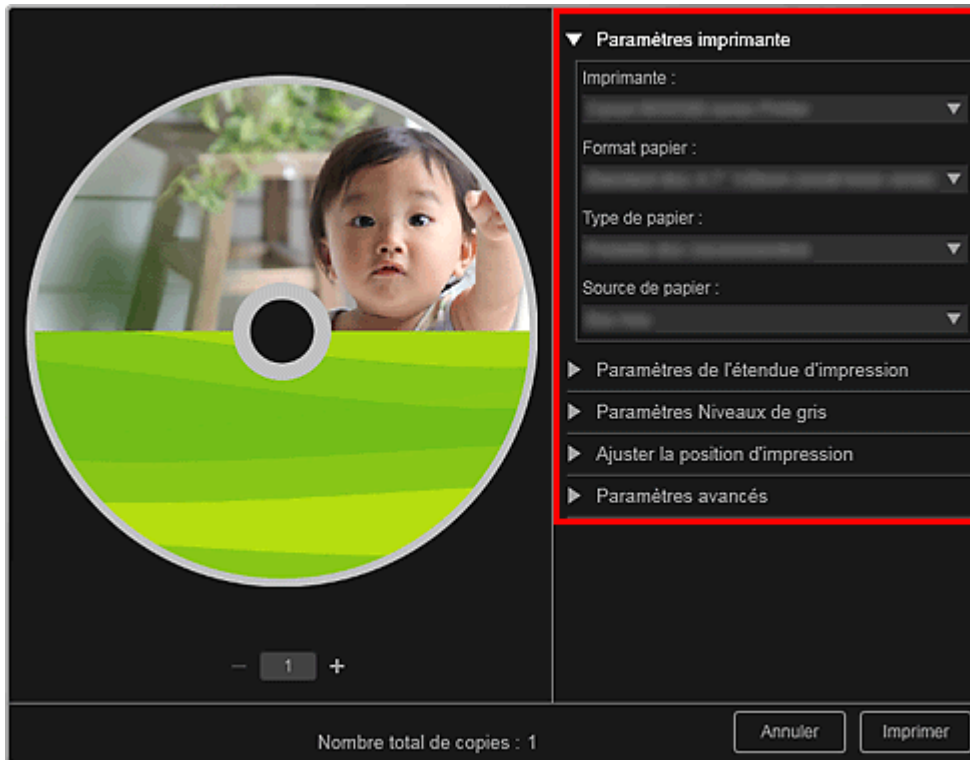 Paramètres imprimante
Imprimante :
Format papier :
Type de papier :
Source de papier :
Paramètres de l'étendue d'impression
Paramètres Niveaux de gris
Ajuster la position d'impression
Paramètres avancés
1
Nombre total de copies : 1
Annuler
Imprimer